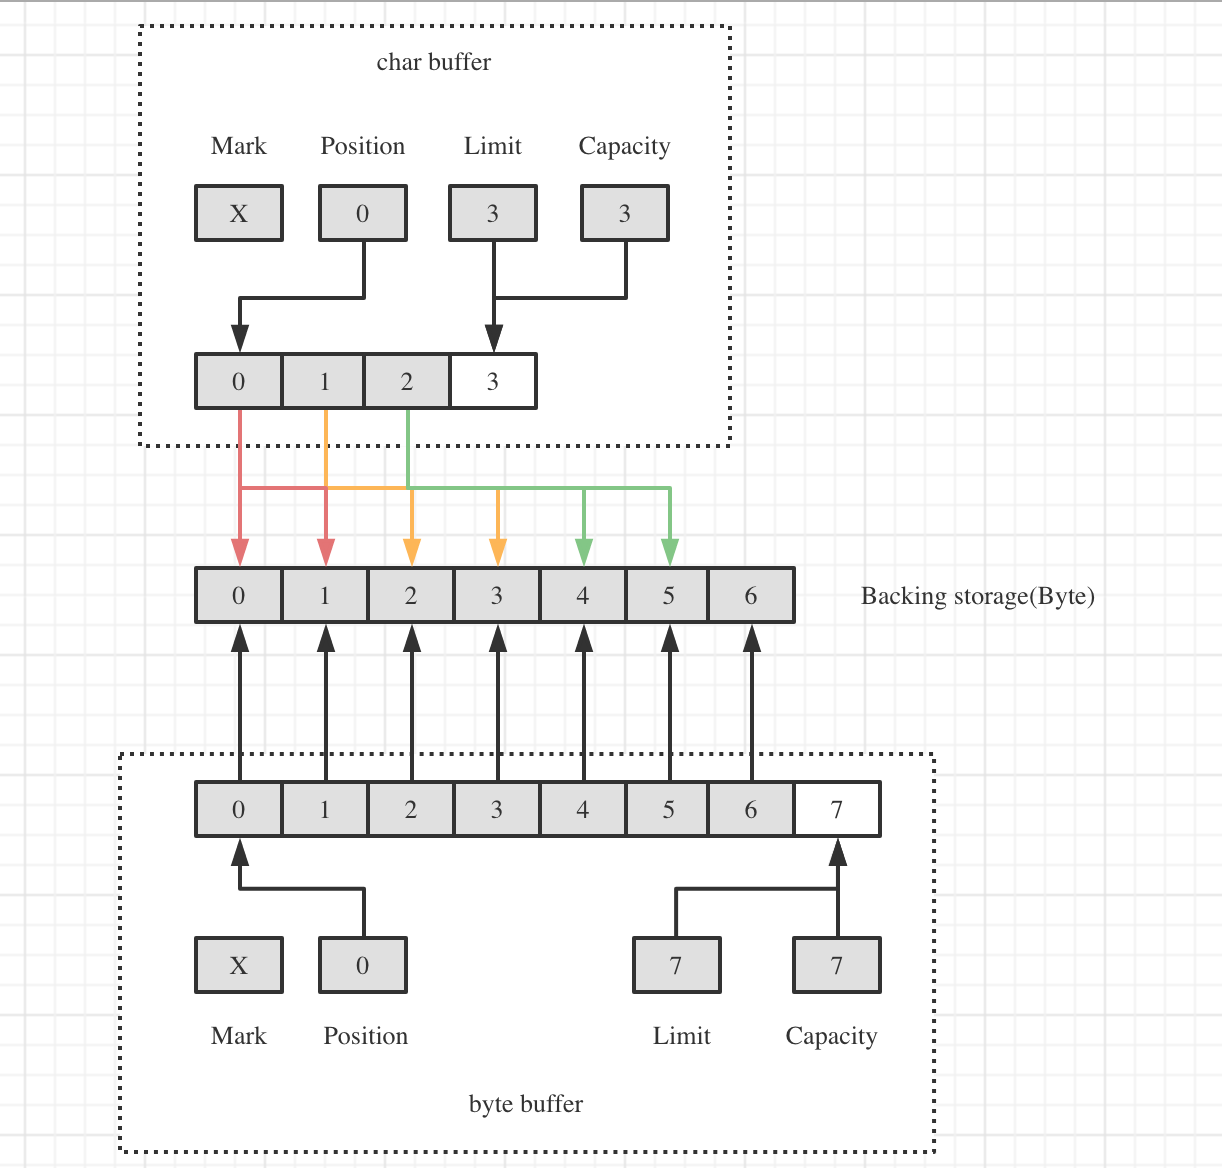 char buffer
Mark Position Limit Capacity
X 0 3 3
0 1 2 3
0 1 2 3 4 5 6 Backing storage(Byte)
0 1 2 3 4 5 6 7
X 0 7 7
Mark Position Limit Capacity
byte buffer